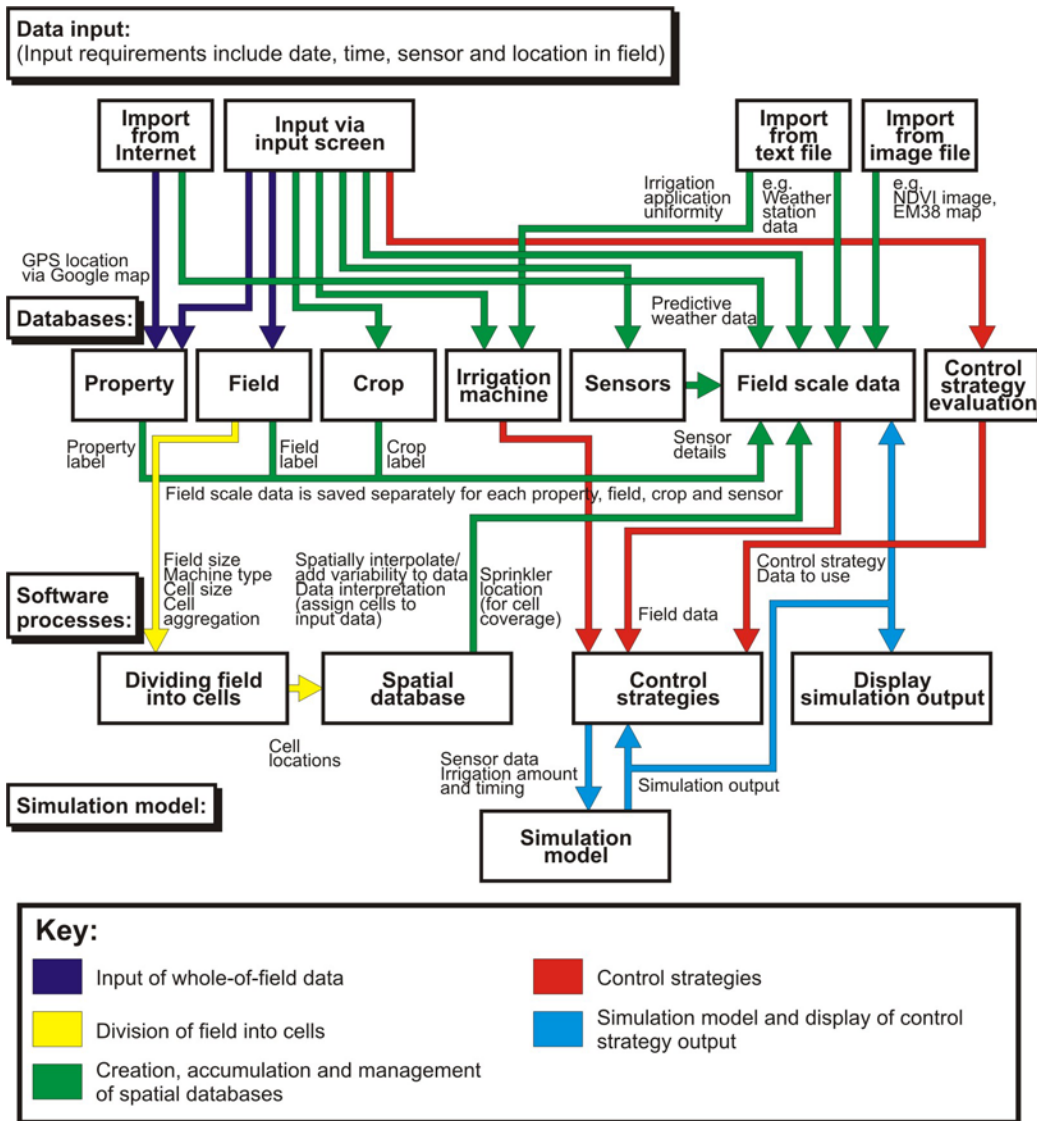 Data input:
(Input requirements include date, time, sensor and location in field)
Import
from
Internet
Input via
input screen
Import from
text file
Import from
image file
Irrigation
application
uniformity
e.g.
Weather
station
data
e.g.
NDVI image,
EM38 map
GPS location
via Google map
Predictive
weather data
Databases:
Property
Field
Crop
Irrigation
machine
Sensors
Field scale data
Control
strategy
evaluation
Property
label
Field
label
Crop
label
Sensor
details
Field scale data is saved separately for each property, field, crop and sensor
Software
processes:
Field size
Machine type
Cell size
Cell
aggregation
Spatially interpolate/
add variability to data
Data interpretation
(assign cells to
input data)
Sprinkler
location
(for cell
coverage)
Field data
Control strategy
Data to use
Dividing field
into cells
Spatial
database
Control
strategies
Display
simulation output
Cell
locations
Sensor data
Irrigation amount
and timing
Simulation output
Simulation model:
Simulation
model
Key:
Input of whole-of-field data
Division of field into cells
Creation, accumulation and management
of spatial databases
Control strategies
Simulation model and display of control
strategy output